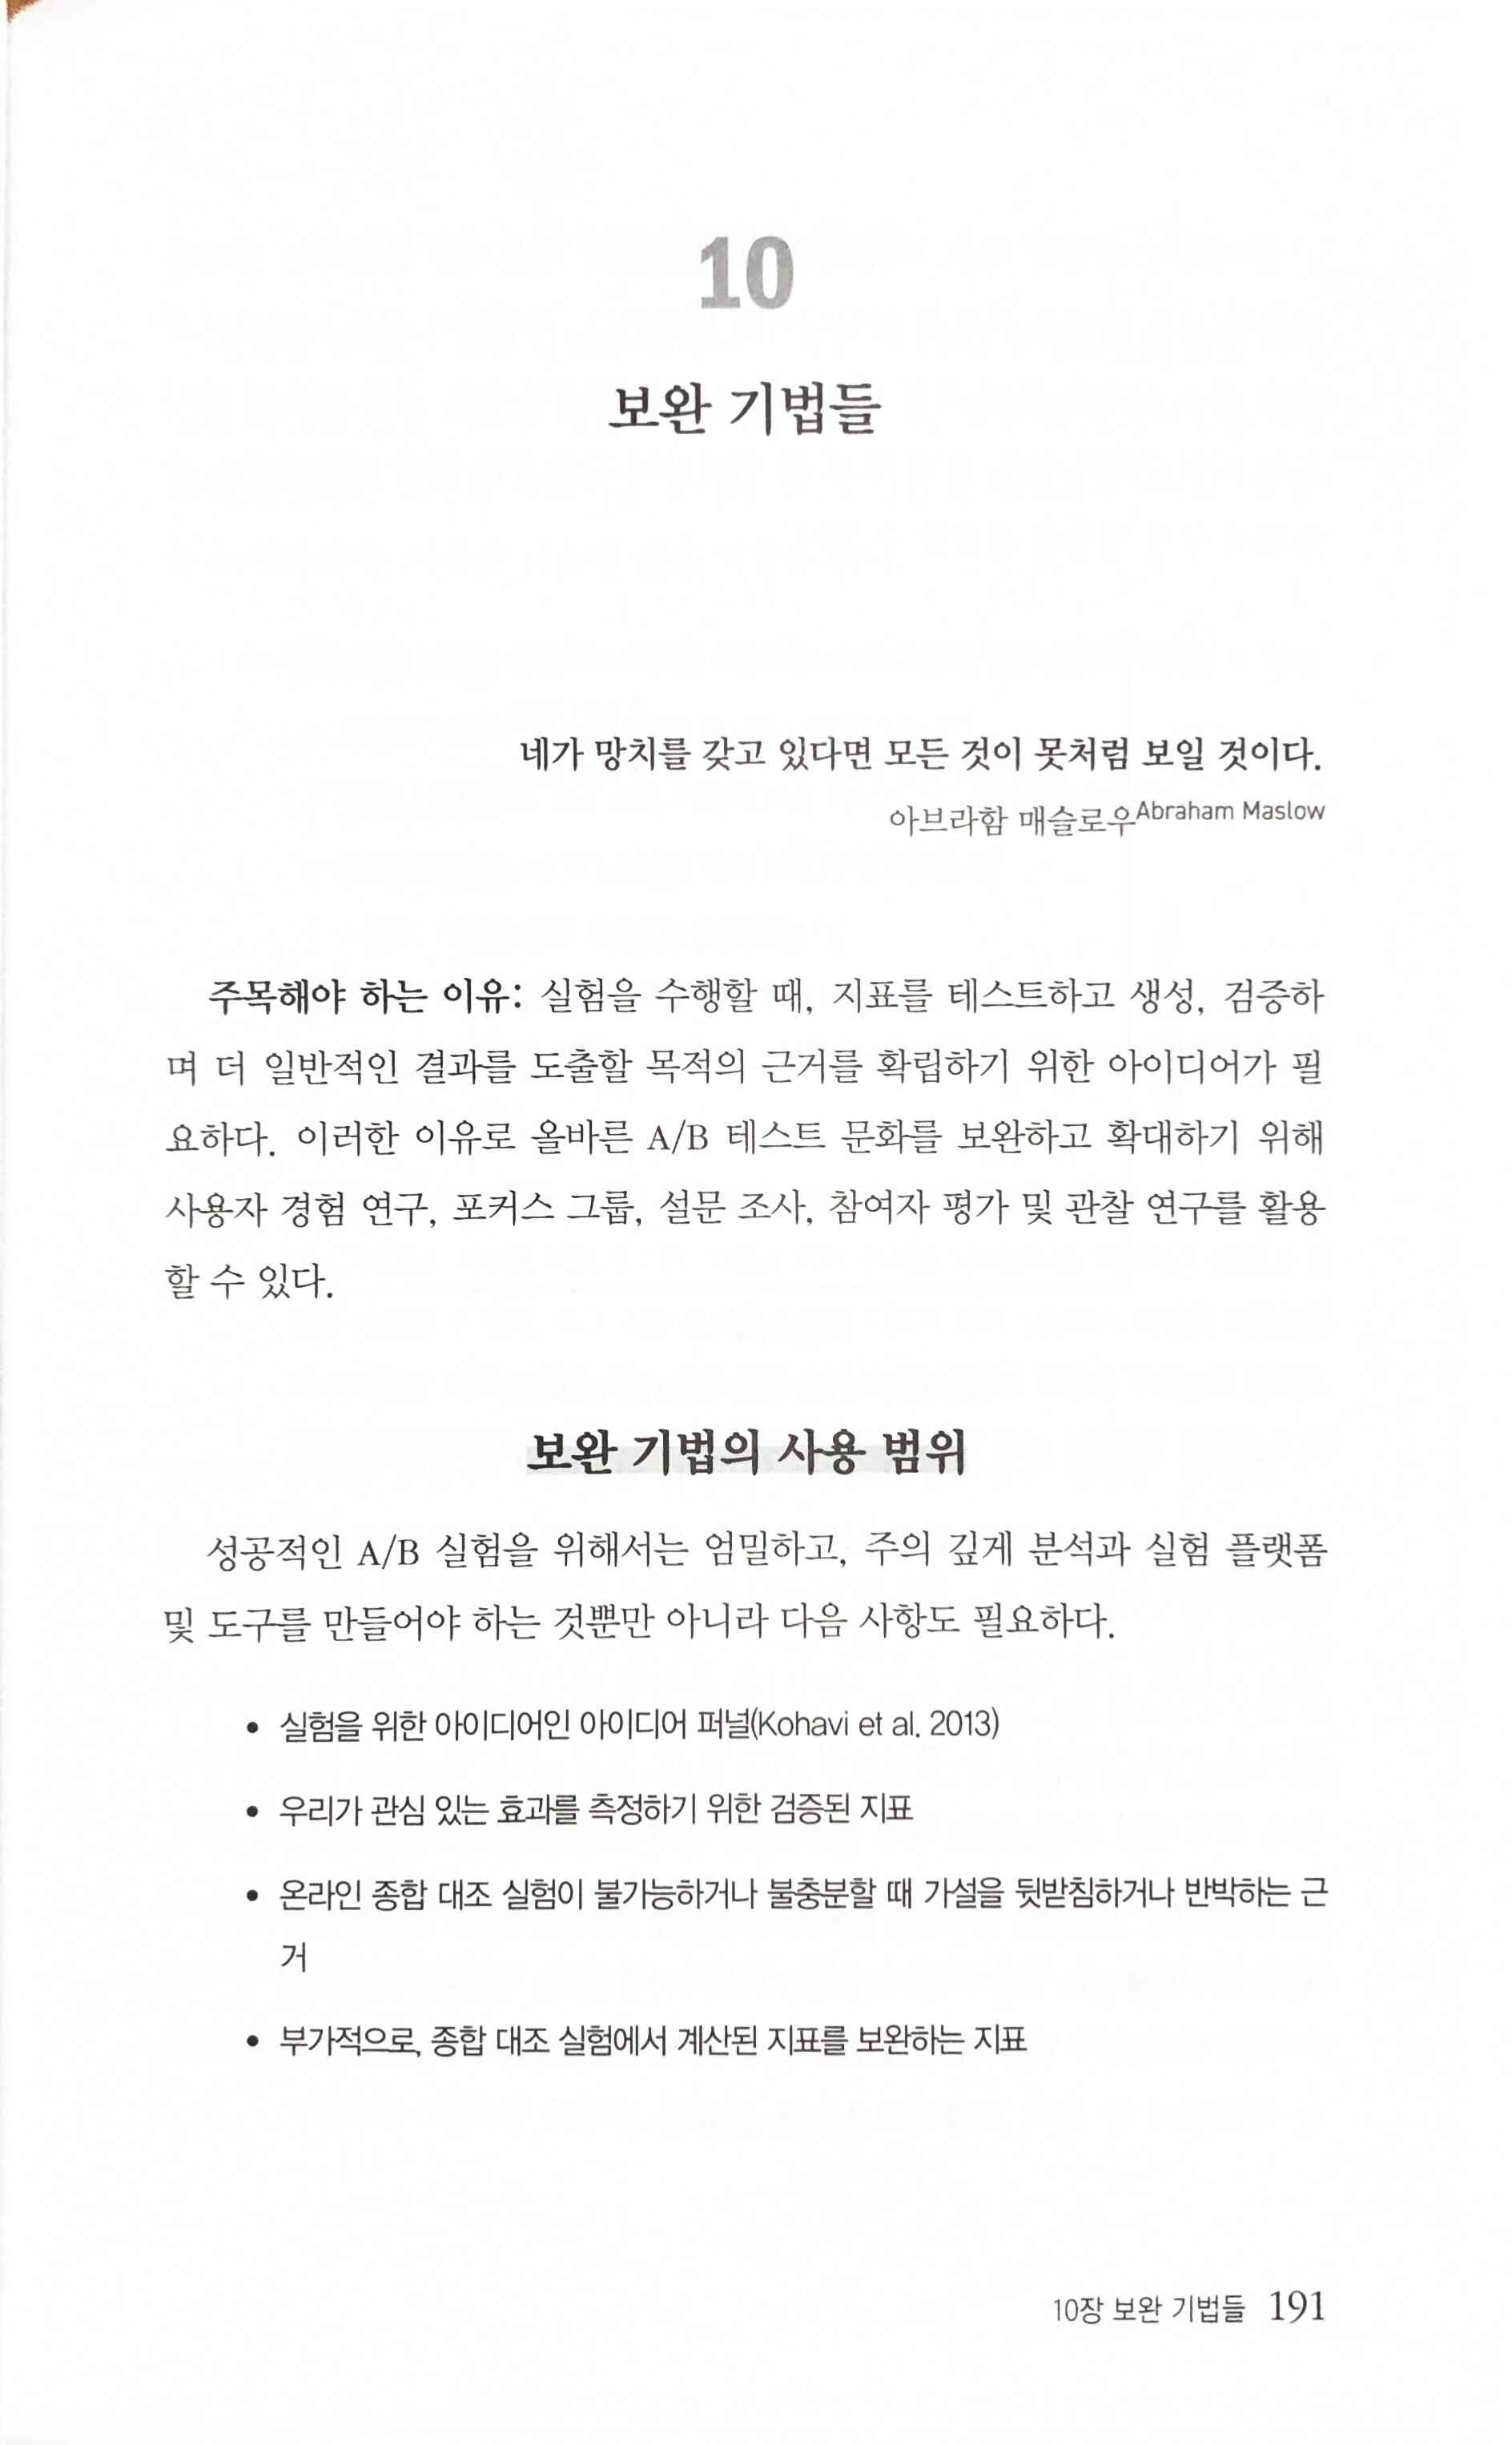 10
보완 기법들
네가 망치를 갖고 있다면 모든 것이 못처럼 보일 것이다.
아브라함 매슬로우Abraham Maslow
주목해야 하는 이유: 실험을 수행할 때, 지표를 테스트하고 생성, 검증하
며 더 일반적인 결과를 도출할 목적의 근거를 확립하기 위한 아이디어가 필
요하다. 이러한 이유로 올바른 A/B 테스트 문화를 보완하고 확대하기 위해
사용자 경험 연구, 포커스 그룹, 설문 조사, 참여자 평가 및 관찰 연구를 활용
할 수 있다.
보완 기법의 사용 범위
성공적인 A/B 실험을 위해서는 엄밀하고, 주의 깊게 분석과 실험 플랫폼
및 도구를 만들어야 하는 것뿐만 아니라 다음 사항도 필요하다.
• 실험을 위한 아이디어인 아이디어 퍼널(Kohavi et al. 2013)
• 우리가 관심 있는 효과를 측정하기 위한 검증된 지표
• 온라인 종합 대조 실험이 불가능하거나 불충분할 때 가설을 뒷받침하거나 반박하는 근
거
• 부가적으로, 종합 대조 실험에서 계산된 지표를 보완하는 지표
10장 보완 기법들 191